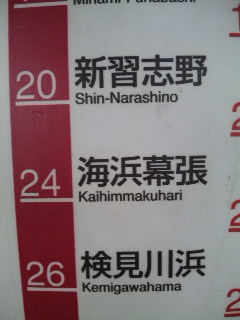 Minami-Funabashi
20 新習志野
Shin-Narashino
24 海浜幕張
Kaihimmakuhari
26 検見川浜
Kemigawahama